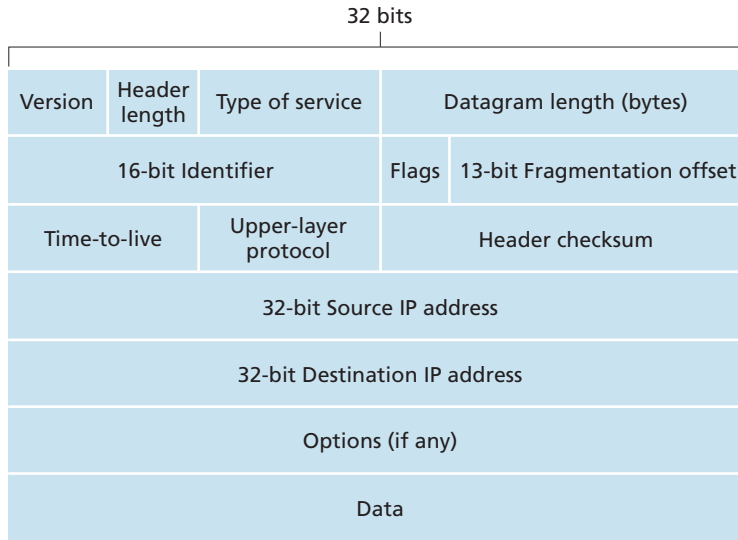 32 bits
Version
Header
length
Type of service
Datagram length (bytes)
16-bit Identifier
Flags
13-bit Fragmentation offset
Time-to-live
Upper-layer
protocol
Header checksum
32-bit Source IP address
32-bit Destination IP address
Options (if any)
Data